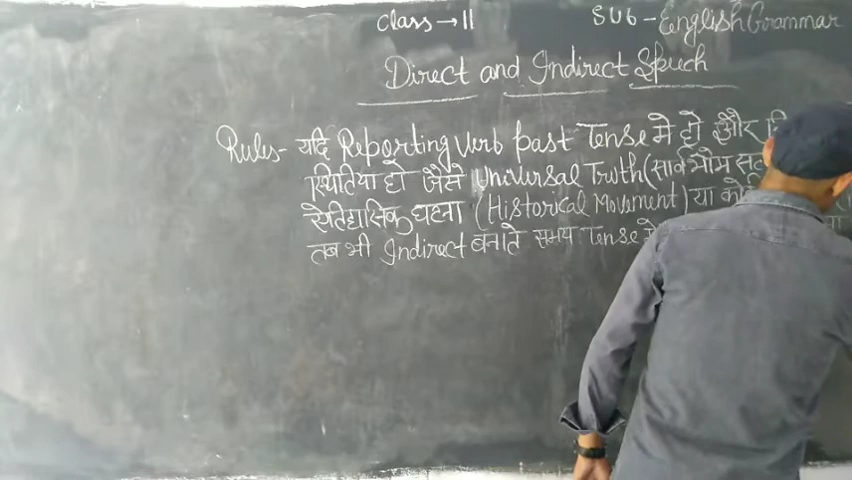 Class → 11 SUB - English Grammar
Direct and Indirect Speech
Rules - यदि Reporting Verb past Tense मे हो और
स्थितिया हो जैसे Universal Truth (सार्वभौम
ऐतिहासिक घटना (Historical Movement) या
तब भी Indirect बनाते समय Tense